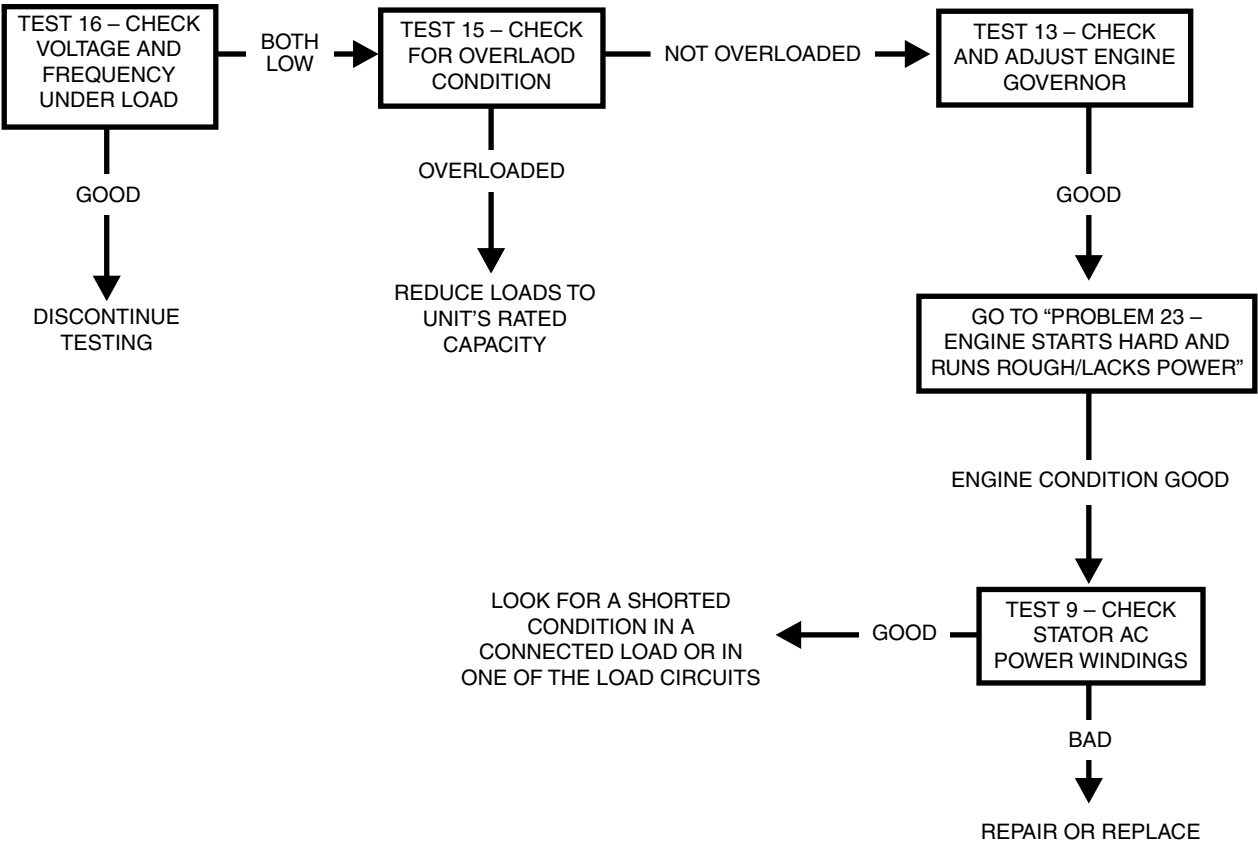 TEST 16 – CHECK
VOLTAGE AND
FREQUENCY
UNDER LOAD
BOTH
LOW
TEST 15 – CHECK
FOR OVERLAOD
CONDITION
NOT OVERLOADED
TEST 13 – CHECK
AND ADJUST ENGINE
GOVERNOR
GOOD
OVERLOADED
GOOD
DISCONTINUE
TESTING
REDUCE LOADS TO
UNIT’S RATED
CAPACITY
GO TO “PROBLEM 23 –
ENGINE STARTS HARD AND
RUNS ROUGH/LACKS POWER”
ENGINE CONDITION GOOD
TEST 9 – CHECK
STATOR AC
POWER WINDINGS
GOOD
LOOK FOR A SHORTED
CONDITION IN A
CONNECTED LOAD OR IN
ONE OF THE LOAD CIRCUITS
BAD
REPAIR OR REPLACE